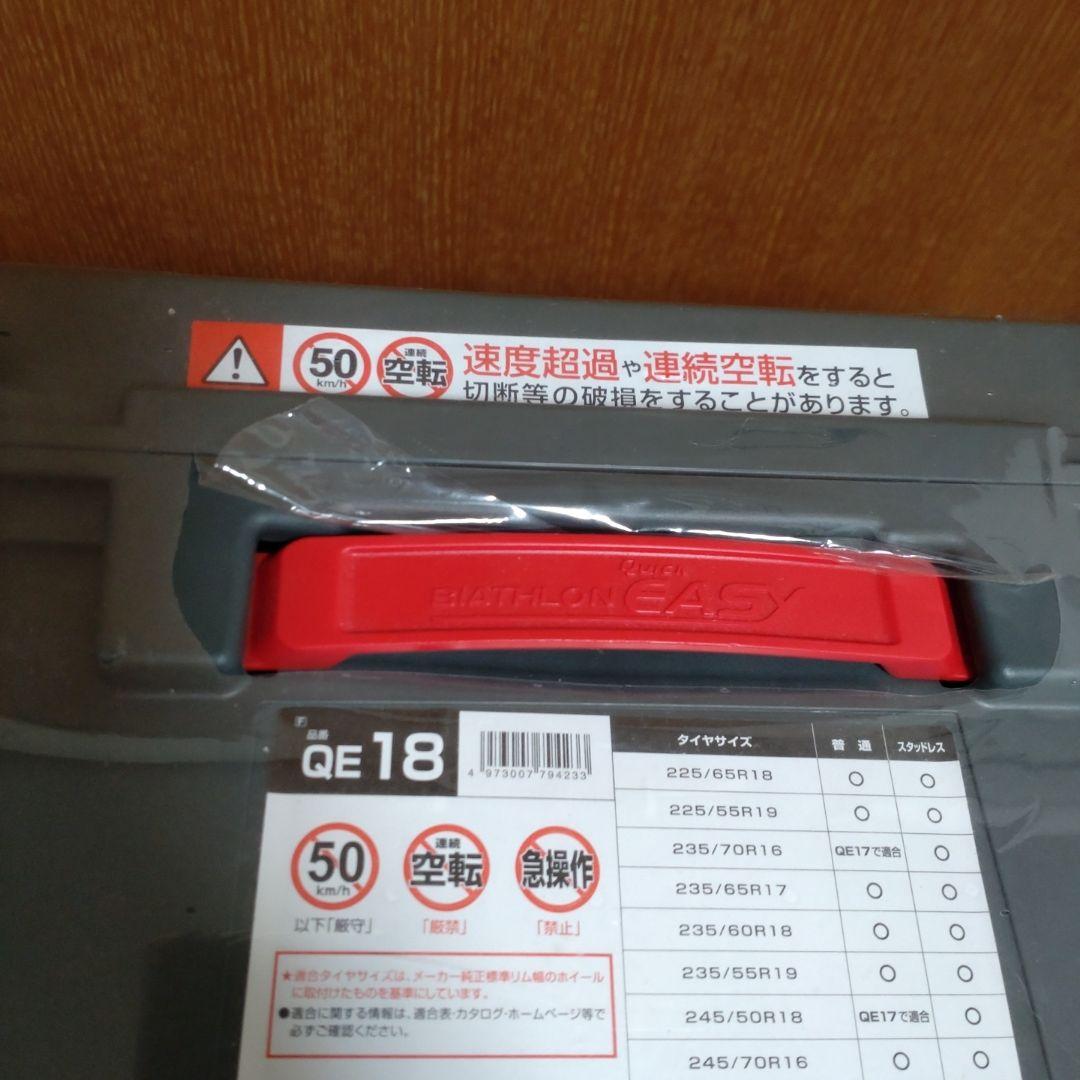 50 km/h 連続 空転 速度超過や連続空転をすると
切断等の破損をすることがあります。
Quick
BIATHLON EASY
品番
QE18
4 973007 794233
タイヤサイズ 普通 スタッドレス
225/65R18 ○ ○
225/55R19 ○ ○
235/70R16 QE17で適合 ○
235/65R17 ○ ○
235/60R18 ○ ○
235/55R19 ○ ○
245/50R18 QE17で適合 ○
245/70R16 ○ ○
50 km/h 連続 空転 急操作
以下「厳守」 「厳禁」 「禁止」
★適合タイヤサイズは、メーカー純正標準リム幅のホイール
に取付けたものを基準にしています。
●適合に関する情報は、適合表・カタログ・ホームページ等で
必ずご確認ください。